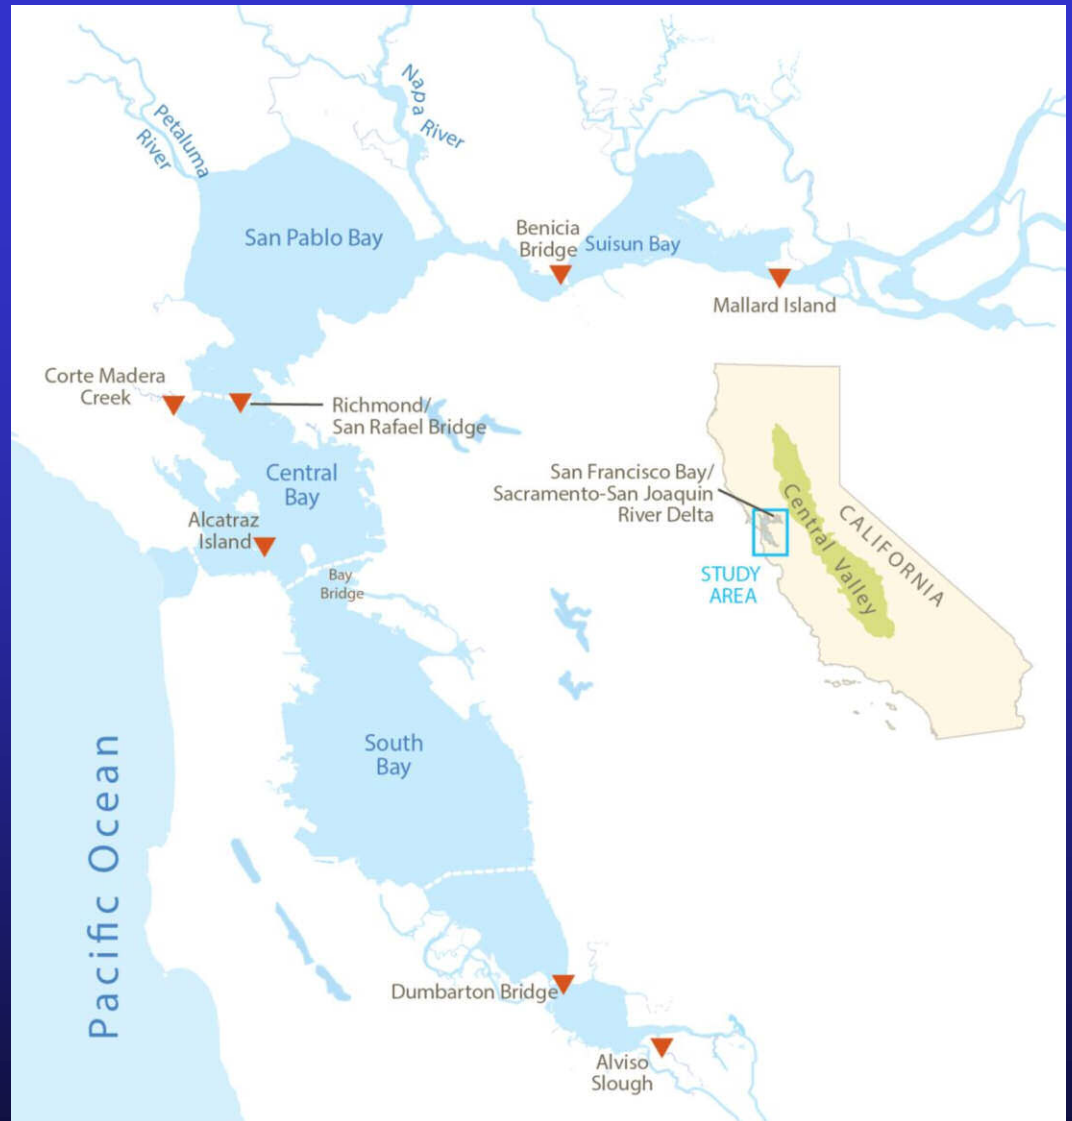 Petaluma
River
Napa River
San Pablo Bay
Benicia
Bridge
Suisun Bay
Mallard Island
Corte Madera
Creek
Richmond/
San Rafael Bridge
Central
Bay
Alcatraz
Island
Bay
Bridge
San Francisco Bay/
Sacramento-San Joaquin
River Delta
STUDY
AREA
Central Valley
CALIFORNIA
South
Bay
Pacific Ocean
Dumbarton Bridge
Alviso
Slough